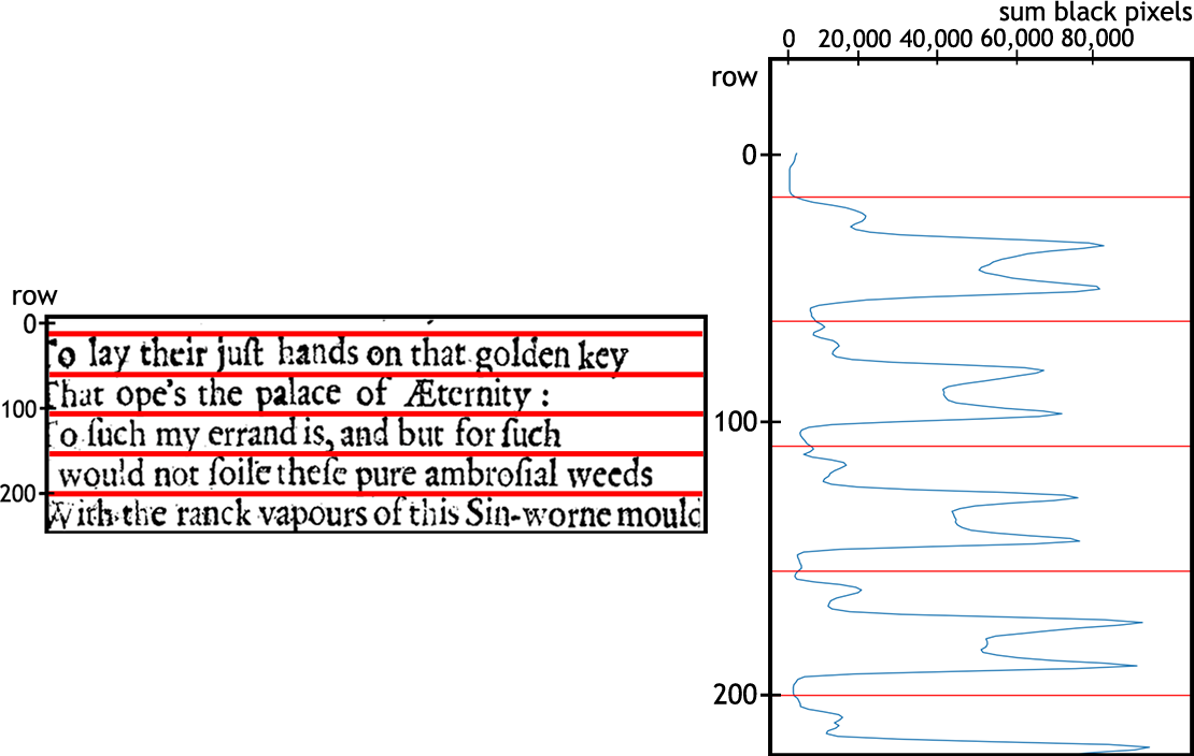 row
0
100
200
To lay their juſt hands on that golden key
That ope's the palace of Æternity :
To ſuch my errand is, and but for ſuch
would not ſoile theſe pure ambroſial weeds
With the ranck vapours of this Sin-worne mould
sum black pixels
0 20,000 40,000 60,000 80,000
row
0
100
200